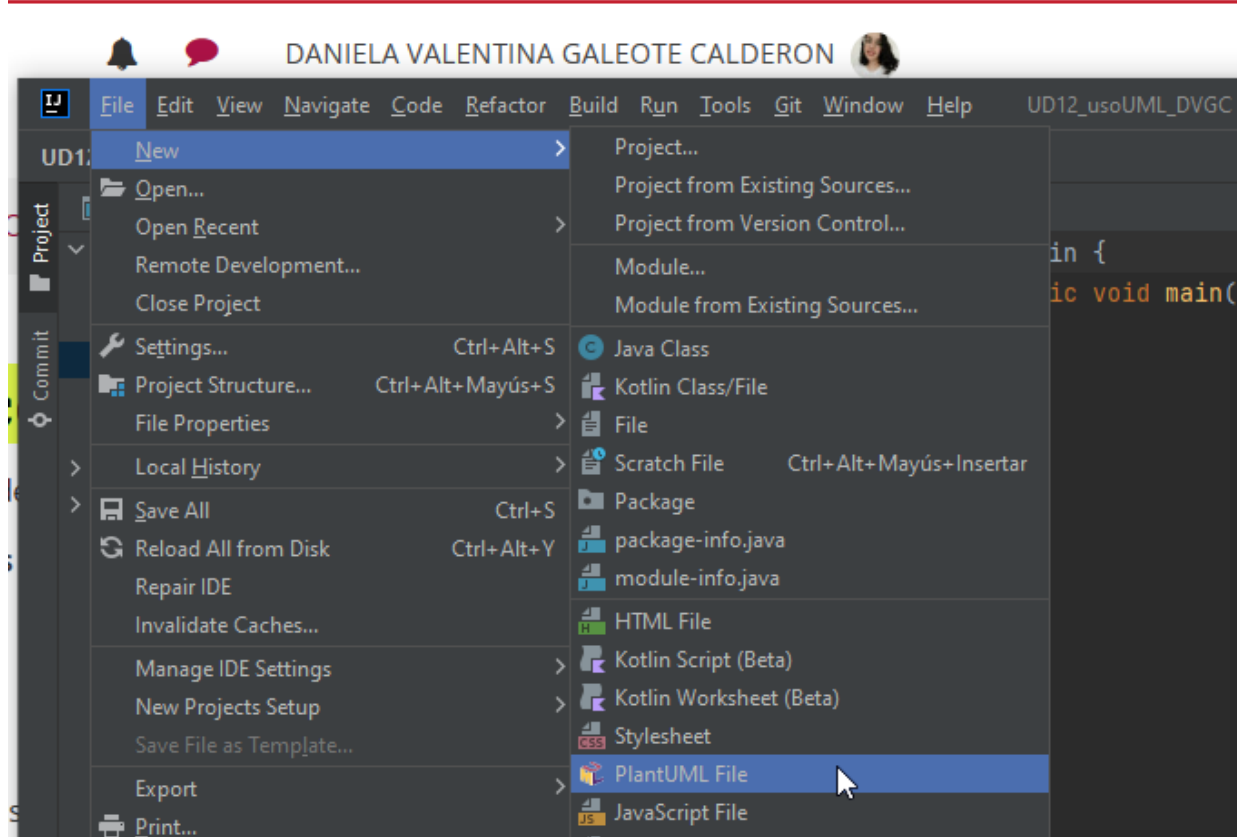 DANIELA VALENTINA GALEOTE CALDERON
IJ File Edit View Navigate Code Refactor Build Run Tools Git Window Help UD12_usoUML_DVGC
UD12
Project
Commit
New
Open...
Open Recent
Remote Development...
Close Project
Settings... Ctrl+Alt+S
Project Structure... Ctrl+Alt+Mayús+S
File Properties
Local History
Save All Ctrl+S
Reload All from Disk Ctrl+Alt+Y
Repair IDE
Invalidate Caches...
Manage IDE Settings
New Projects Setup
Save File as Template...
Export
Print...
Project...
Project from Existing Sources...
Project from Version Control...
Module...
Module from Existing Sources...
Java Class
Kotlin Class/File
File
Scratch File Ctrl+Alt+Mayús+Insertar
Package
package-info.java
module-info.java
HTML File
Kotlin Script (Beta)
Kotlin Worksheet (Beta)
Stylesheet
PlantUML File
JavaScript File
in {
ic void main(